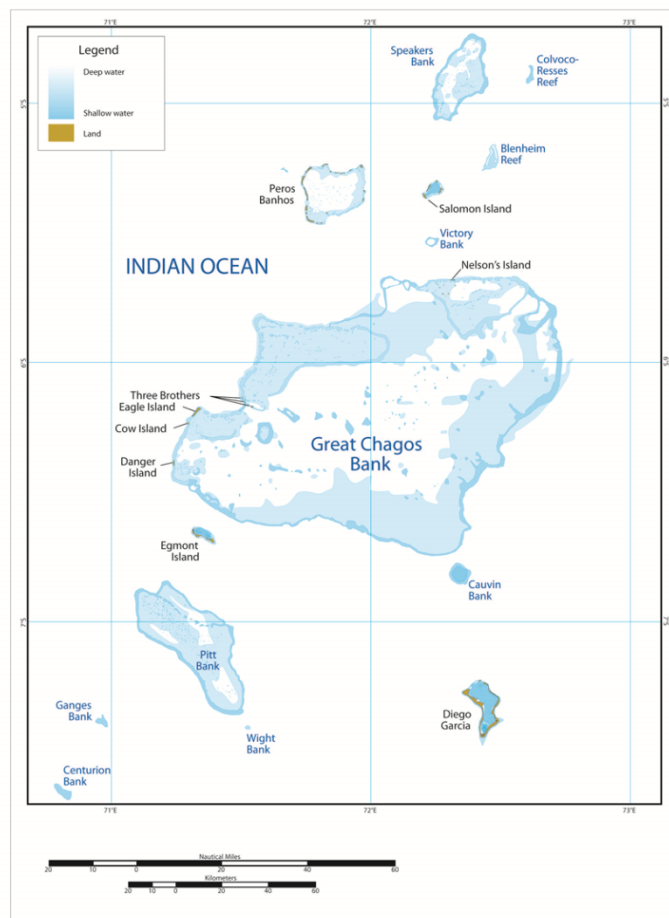 71°E
72°E
73°E
Legend
Deep water
Shallow water
Land
Speakers
Bank
Colvoco-
Resses
Reef
5°S
5°S
Blenheim
Reef
Peros
Banhos
Salomon Island
Victory
Bank
INDIAN OCEAN
Nelson's Island
6°S
6°S
Three Brothers
Eagle Island
Cow Island
Great Chagos
Bank
Danger
Island
Egmont
Island
Cauvin
Bank
7°S
7°S
Pitt
Bank
Ganges
Bank
Diego
Garcia
Wight
Bank
Centurion
Bank
71°E
72°E
73°E
Nautical Miles
20 10 0 20 40 60
Kilometers
20 10 0 20 40 60